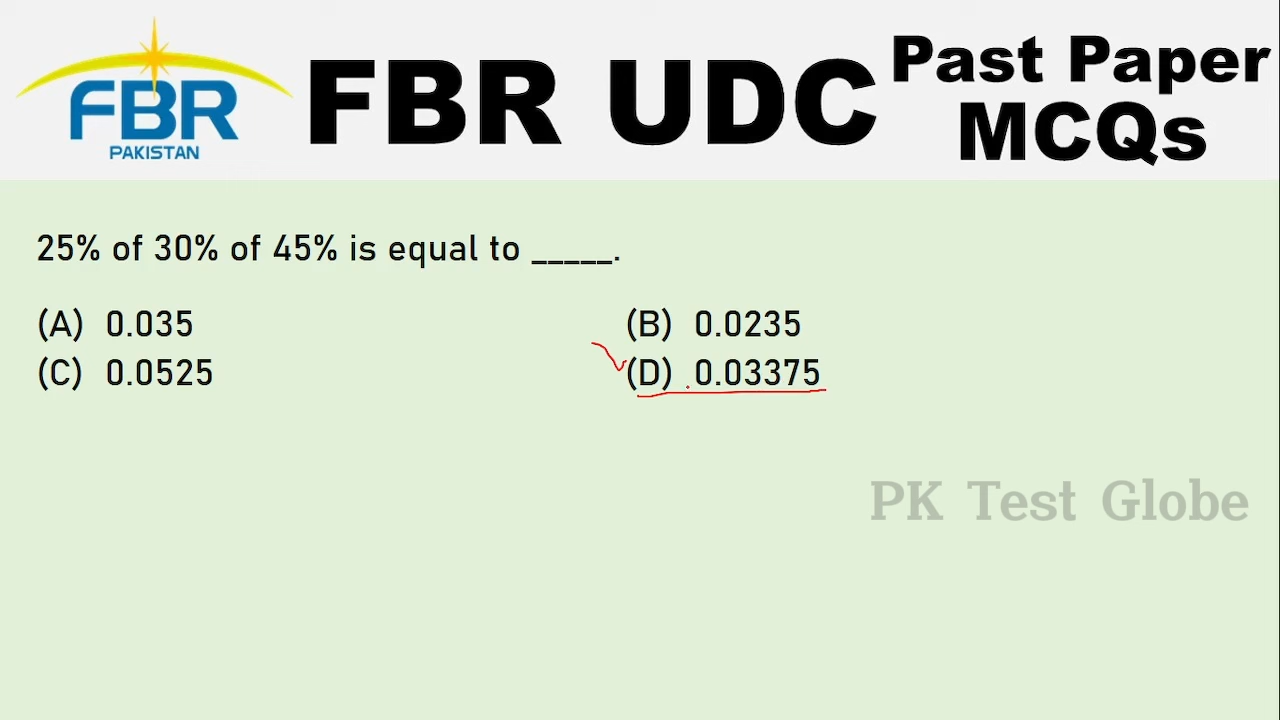 FBR
PAKISTAN
FBR UDC
Past Paper
MCQs
25% of 30% of 45% is equal to _____.
(A) 0.035
(B) 0.0235
(C) 0.0525
(D) 0.03375
PK Test Globe